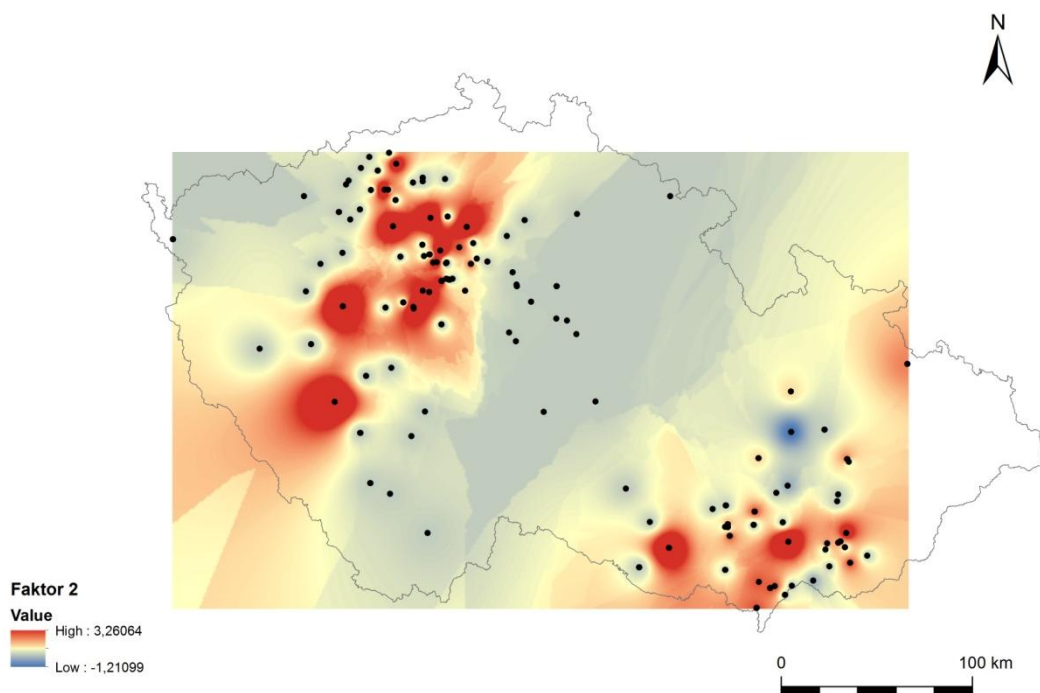 N
Faktor 2
Value
High : 3,26064
Low : -1,21099
0 100 km